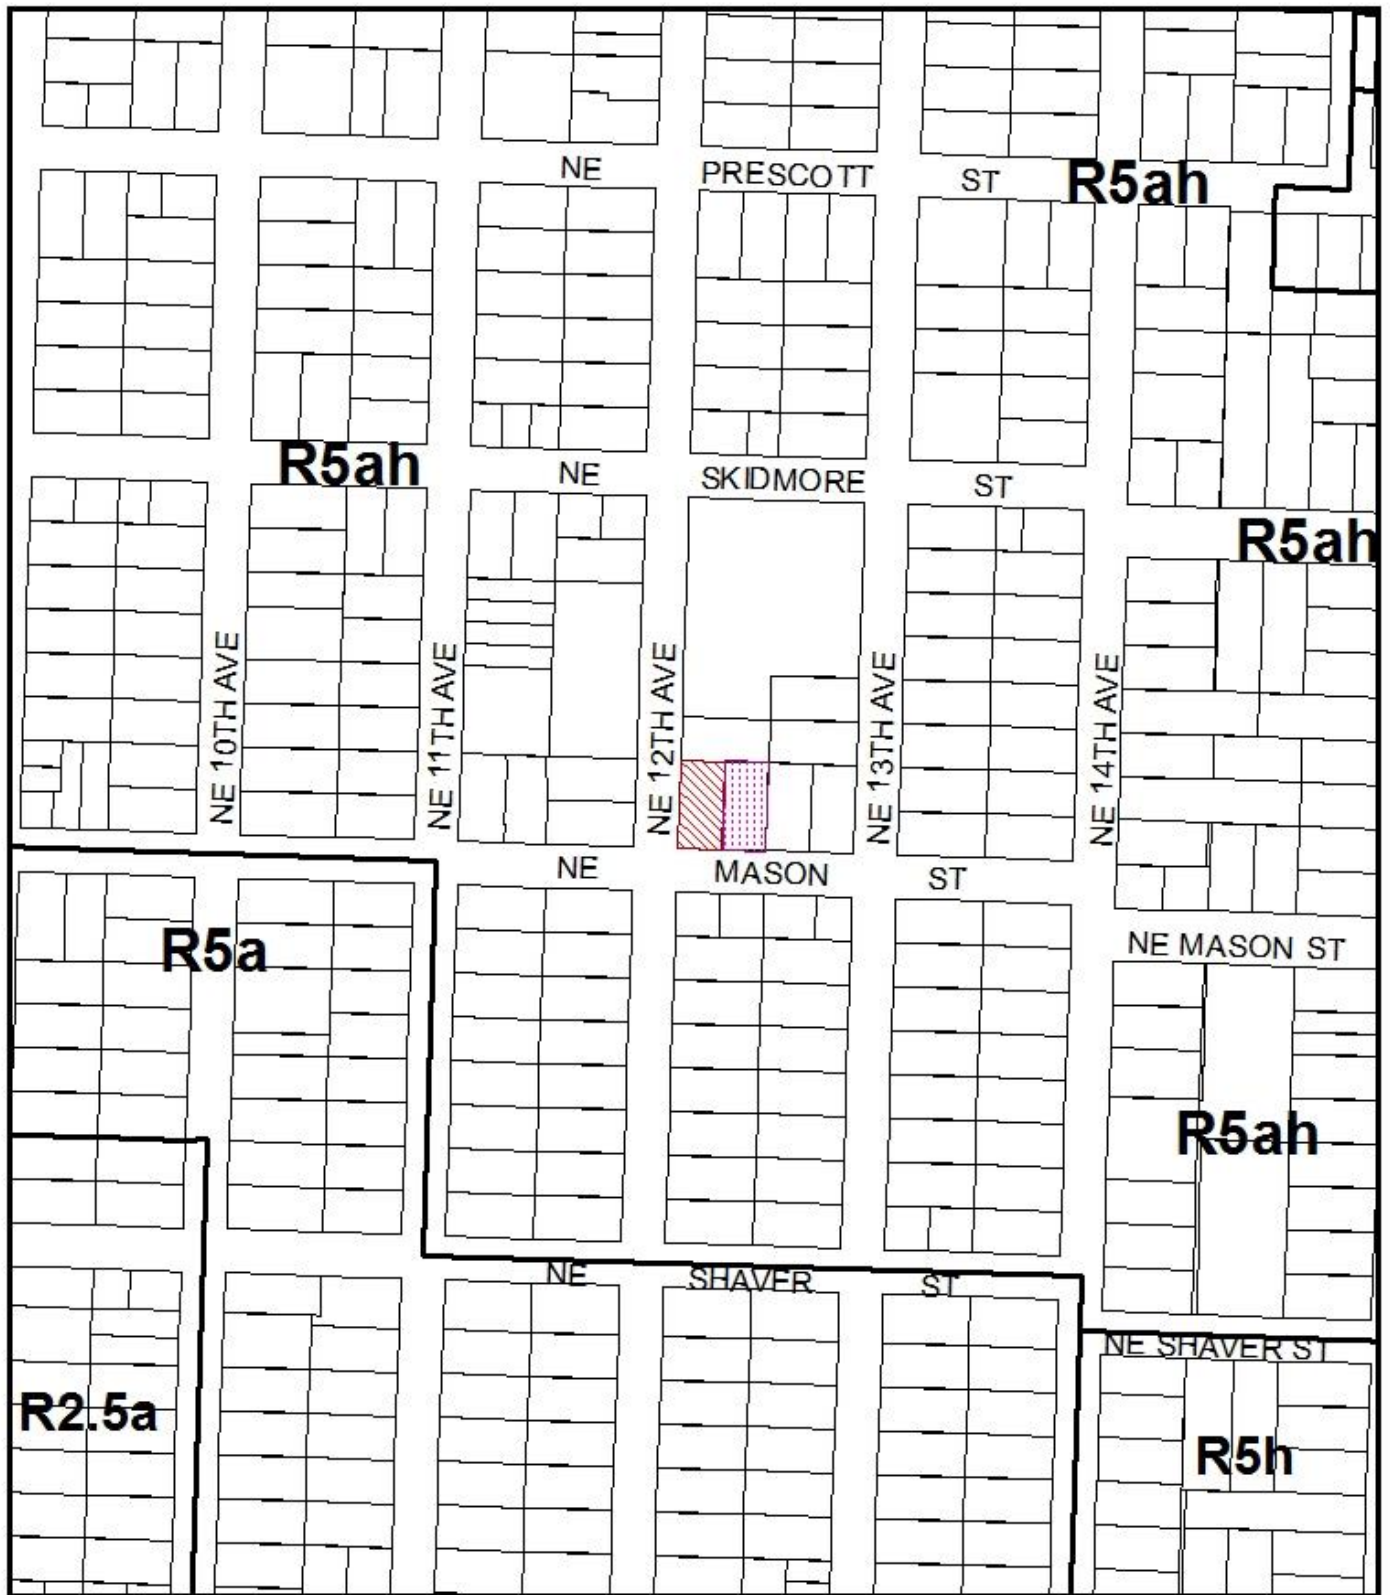 NE PRESCOTT ST
R5ah
R5ah
NE SKIDMORE ST
R5ah
NE 10TH AVE
NE 11TH AVE
NE 12TH AVE
NE 13TH AVE
NE 14TH AVE
NE MASON ST
R5a
NE MASON ST
R5ah
NE SHAVER ST
NE SHAVER ST
R2.5a
R5h